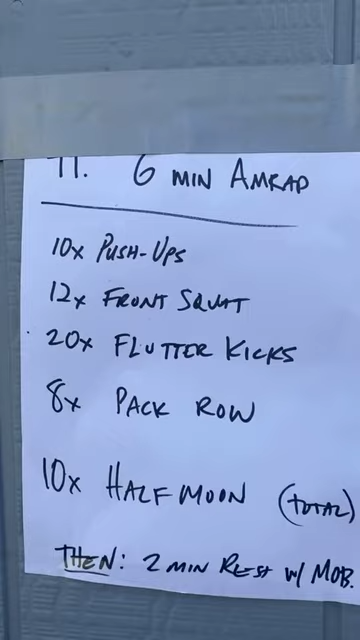 11. 6 MIN AMRAP
10x PUSH-UPS
12x FRONT SQUAT
20x FLUTTER KICKS
8x PACK ROW
10x HALF MOON (TOTAL)
THEN: 2 MIN REST W/ MOB.